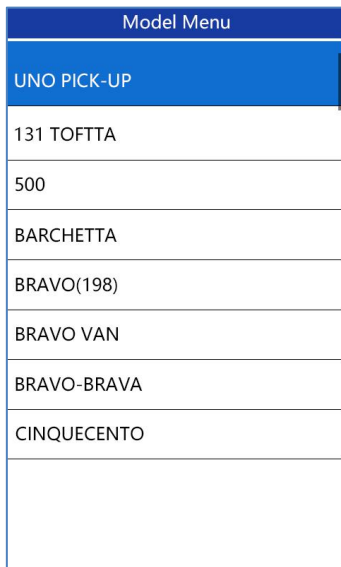 Model Menu
UNO PICK-UP
131 TOFTTA
500
BARCHETTA
BRAVO(198)
BRAVO VAN
BRAVO-BRAVA
CINQUECENTO